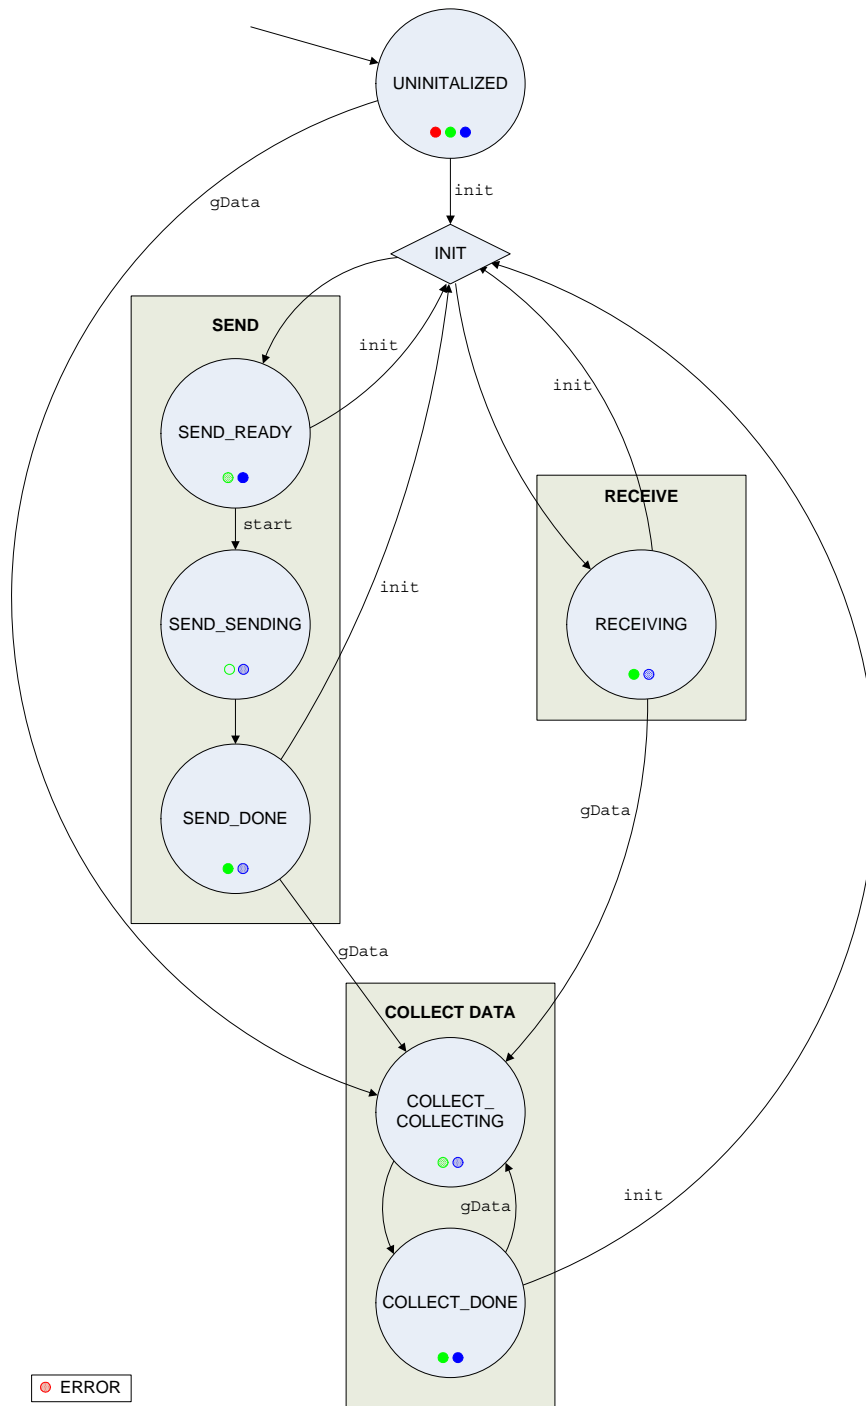 UNINITALIZED
init
gData
INIT
SEND
init
init
SEND_READY
RECEIVE
start
init
SEND_SENDING
RECEIVING
SEND_DONE
gData
gData
COLLECT DATA
COLLECT_
COLLECTING
init
gData
COLLECT_DONE
ERROR